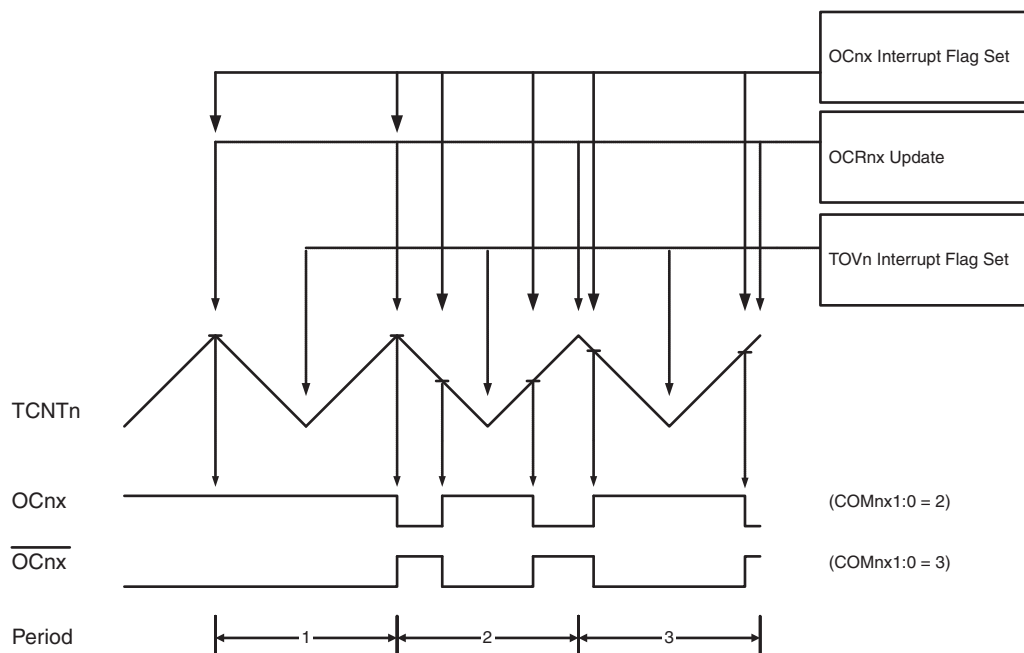 OCnx Interrupt Flag Set
OCRnx Update
TOVn Interrupt Flag Set
TCNTn
OCnx
(COMnx1:0 = 2)
OCnx
(COMnx1:0 = 3)
Period
1
2
3